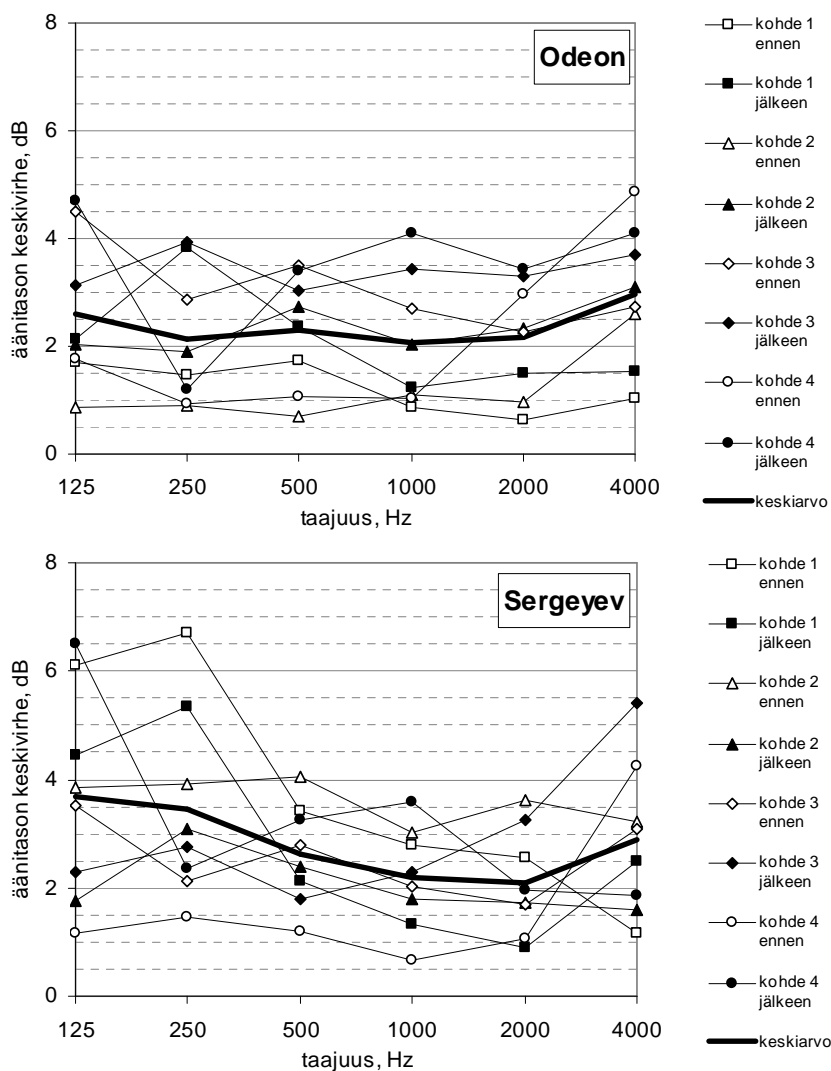 Odeon
äänitason keskivirhe, dB
8
6
4
2
0
125 250 500 1000 2000 4000
taajuus, Hz
kohde 1
ennen
kohde 1
jälkeen
kohde 2
ennen
kohde 2
jälkeen
kohde 3
ennen
kohde 3
jälkeen
kohde 4
ennen
kohde 4
jälkeen
keskiarvo
Sergeyev
äänitason keskivirhe, dB
8
6
4
2
0
125 250 500 1000 2000 4000
taajuus, Hz
kohde 1
ennen
kohde 1
jälkeen
kohde 2
ennen
kohde 2
jälkeen
kohde 3
ennen
kohde 3
jälkeen
kohde 4
ennen
kohde 4
jälkeen
keskiarvo